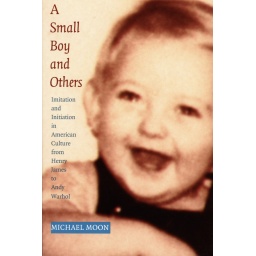 A
Small
Boy and
Others
Imitation
and
Initiation
in
American
Culture
from
Henry
James
to
Andy
Warhol
MICHAEL MOON